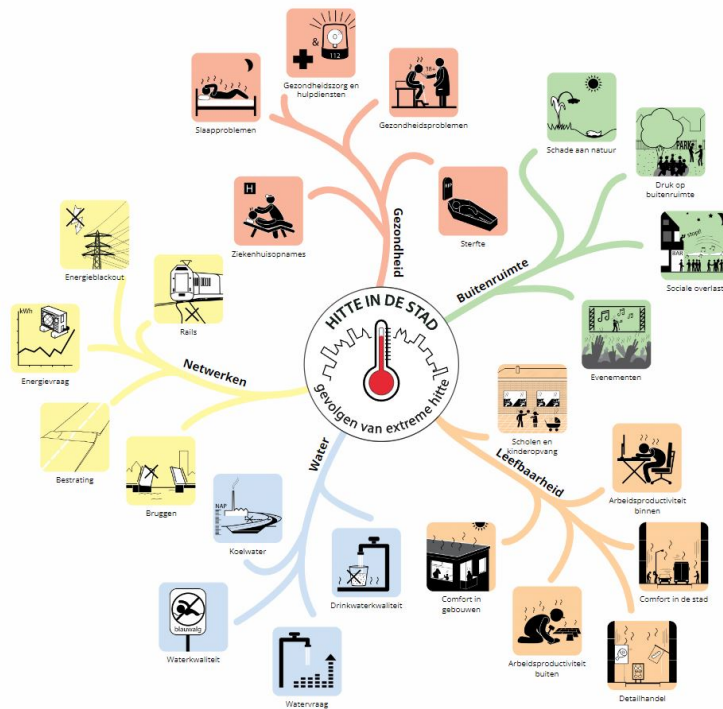 HITTE IN DE STAD
gevolgen van extreme hitte
Gezondheid
Slaapproblemen
&
112
Gezondheidszorg en
hulpdiensten
18+
Gezondheidsproblemen
H
Ziekenhuisopnames
RIP
Sterfte
Buitenruimte
Schade aan natuur
PARK
Druk op
buitenruimte
stop!!
BAR
Sociale overlast
Evenementen
Leefbaarheid
Scholen en
kinderopvang
Arbeidsproductiviteit
binnen
Comfort in de stad
Detailhandel
Arbeidsproductiviteit
buiten
Comfort in
gebouwen
Water
Drinkwaterkwaliteit
Watervraag
blauwalg
Waterkwaliteit
NAP
Koelwater
Netwerken
Bruggen
Bestrating
kWh
Energievraag
Energieblackout
Rails